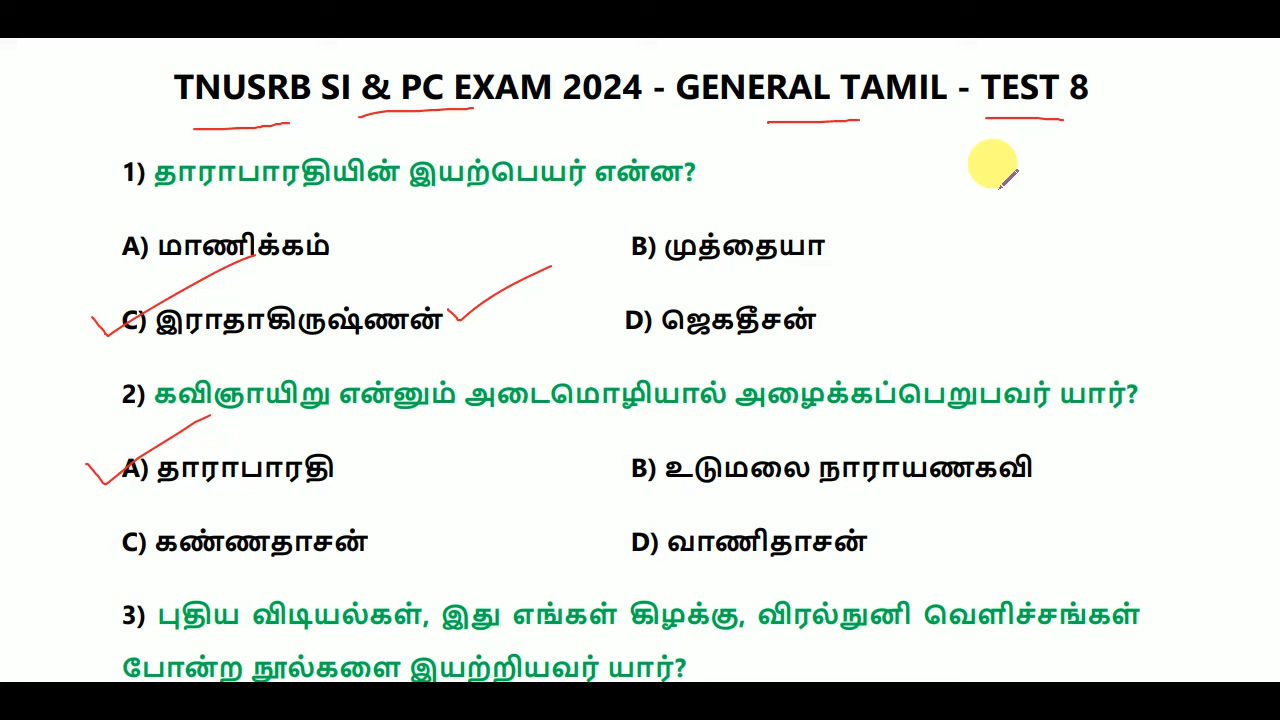 TNUSRB SI & PC EXAM 2024 - GENERAL TAMIL - TEST 8
1) தாராபாரதியின் இயற்பெயர் என்ன?
A) மாணிக்கம் B) முத்தையா
C) இராதாகிருஷ்ணன் D) ஜெகதீசன்
2) கவிஞாயிறு என்னும் அடைமொழியால் அழைக்கப்பெறுபவர் யார்?
A) தாராபாரதி B) உடுமலை நாராயணகவி
C) கண்ணதாசன் D) வாணிதாசன்
3) புதிய விடியல்கள், இது எங்கள் கிழக்கு, விரல்நுனி வெளிச்சங்கள்
போன்ற நூல்களை இயற்றியவர் யார்?